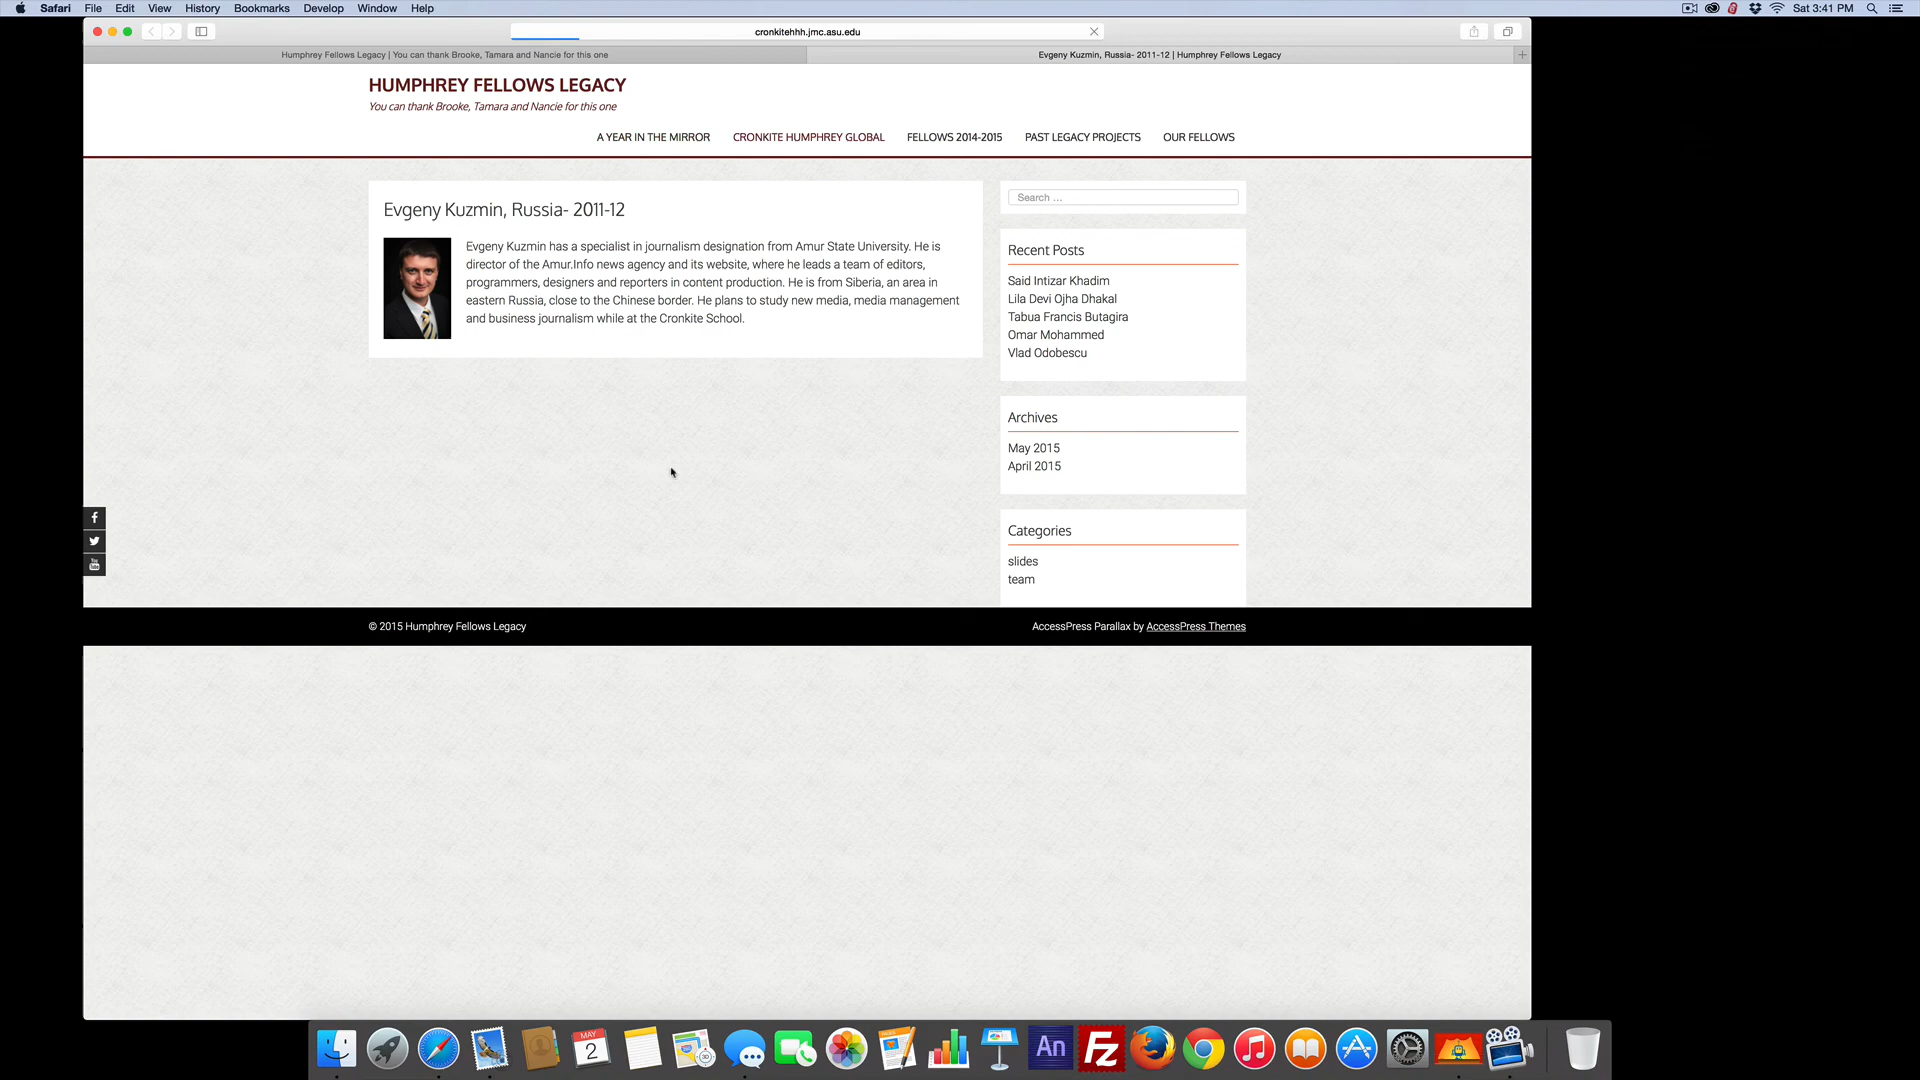 Safari File Edit View History Bookmarks Develop Window Help Sat 3:41 PM
cronkitehhh.jmc.asu.edu
Humphrey Fellows Legacy | You can thank Brooke, Tamara and Nancie for this one
Evgeny Kuzmin, Russia- 2011-12 | Humphrey Fellows Legacy
HUMPHREY FELLOWS LEGACY
You can thank Brooke, Tamara and Nancie for this one
A YEAR IN THE MIRROR CRONKITE HUMPHREY GLOBAL FELLOWS 2014-2015 PAST LEGACY PROJECTS OUR FELLOWS
Evgeny Kuzmin, Russia- 2011-12
Evgeny Kuzmin has a specialist in journalism designation from Amur State University. He is
director of the Amur.Info news agency and its website, where he leads a team of editors,
programmers, designers and reporters in content production. He is from Siberia, an area in
eastern Russia, close to the Chinese border. He plans to study new media, media management
and business journalism while at the Cronkite School.
Search ...
Recent Posts
Said Intizar Khadim
Lila Devi Ojha Dhakal
Tabua Francis Butagira
Omar Mohammed
Vlad Odobescu
Archives
May 2015
April 2015
Categories
slides
team
You
© 2015 Humphrey Fellows Legacy
AccessPress Parallax by AccessPress Themes
MAY
2
PAGES
An
FZ